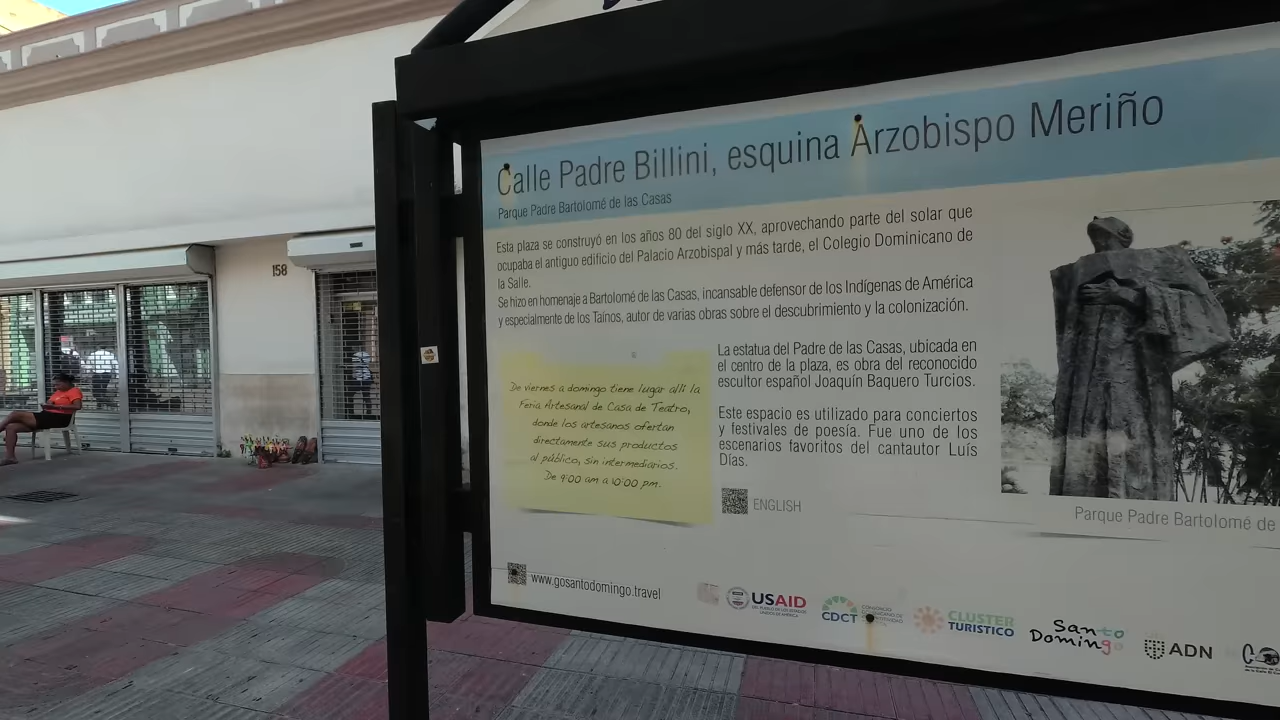 Calle Padre Billini, esquina Arzobispo Meriño
Parque Padre Bartolomé de las Casas
Esta plaza se construyó en los años 80 del siglo XX, aprovechando parte del solar que
ocupaba el antiguo edificio del Palacio Arzobispal y más tarde, el Colegio Dominicano de
la Salle.
Se hizo en homenaje a Bartolomé de las Casas, incansable defensor de los Indígenas de América
y especialmente de los Taínos, autor de varias obras sobre el descubrimiento y la colonización.
De viernes a domingo tiene lugar allí la
Feria Artesanal de Casa de Teatro,
donde los artesanos ofertan
directamente sus productos
al público, sin intermediarios.
De 9:00 am a 10:00 pm.
La estatua del Padre de las Casas, ubicada en
el centro de la plaza, es obra del reconocido
escultor español Joaquín Baquero Turcios.
Este espacio es utilizado para conciertos
y festivales de poesía. Fue uno de los
escenarios favoritos del cantautor Luís
Días.
ENGLISH
Parque Padre Bartolomé de
www.gosantodomingo.travel
USAID
DEL PUEBLO DE LOS ESTADOS
UNIDOS DE AMÉRICA
CDCT
CLUSTER
TURISTICO
Santo
Domingo
ADN
158